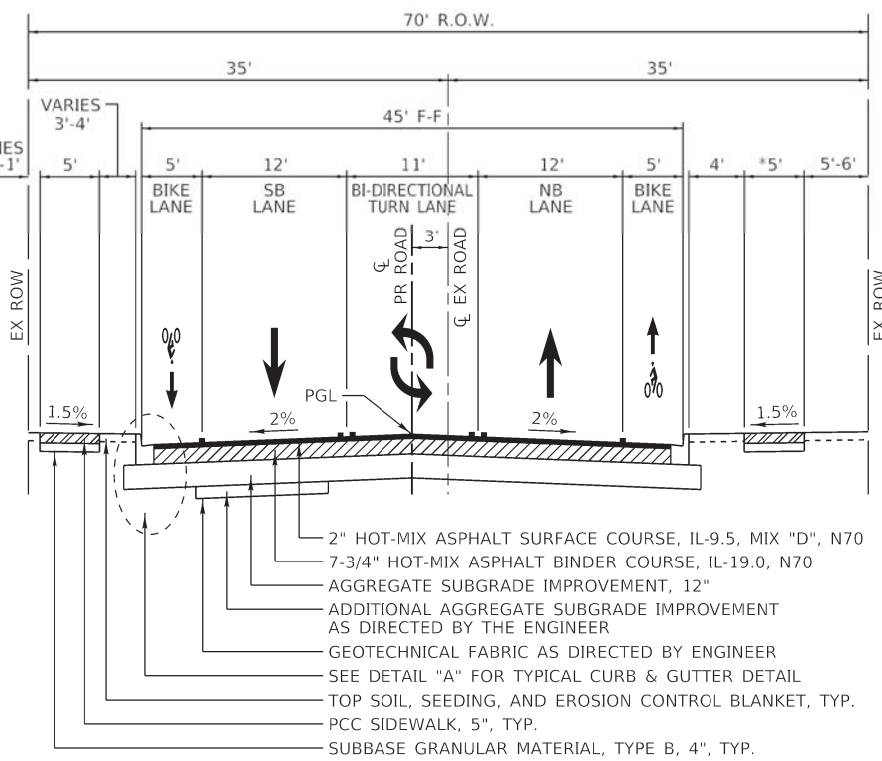 70' R.O.W.
35' 35'
VARIES
3'-4'
45' F-F
IES
-1'
5' 5' 12' 11' 12' 5' 4' *5' 5'-6'
BIKE
LANE
SB
LANE
BI-DIRECTIONAL
TURN LANE
NB
LANE
BIKE
LANE
3'
EX ROW
℄ PR ROAD
℄ EX ROAD
EX ROW
PGL
1.5% 2% 2% 1.5%
2" HOT-MIX ASPHALT SURFACE COURSE, IL-9.5, MIX "D", N70
7-3/4" HOT-MIX ASPHALT BINDER COURSE, IL-19.0, N70
AGGREGATE SUBGRADE IMPROVEMENT, 12"
ADDITIONAL AGGREGATE SUBGRADE IMPROVEMENT
AS DIRECTED BY THE ENGINEER
GEOTECHNICAL FABRIC AS DIRECTED BY ENGINEER
SEE DETAIL "A" FOR TYPICAL CURB & GUTTER DETAIL
TOP SOIL, SEEDING, AND EROSION CONTROL BLANKET, TYP.
PCC SIDEWALK, 5", TYP.
SUBBASE GRANULAR MATERIAL, TYPE B, 4", TYP.